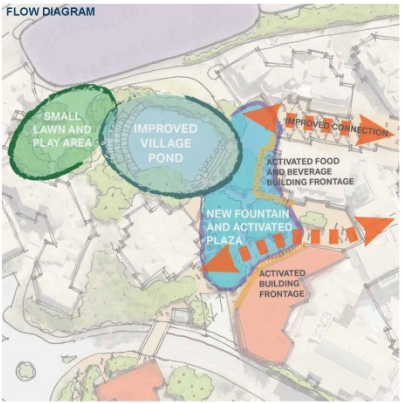 FLOW DIAGRAM
SMALL
LAWN AND
PLAY AREA
IMPROVED
VILLAGE
POND
IMPROVED CONNECTION
ACTIVATED FOOD
AND BEVERAGE
BUILDING FRONTAGE
NEW FOUNTAIN
AND ACTIVATED
PLAZA
ACTIVATED
BUILDING
FRONTAGE